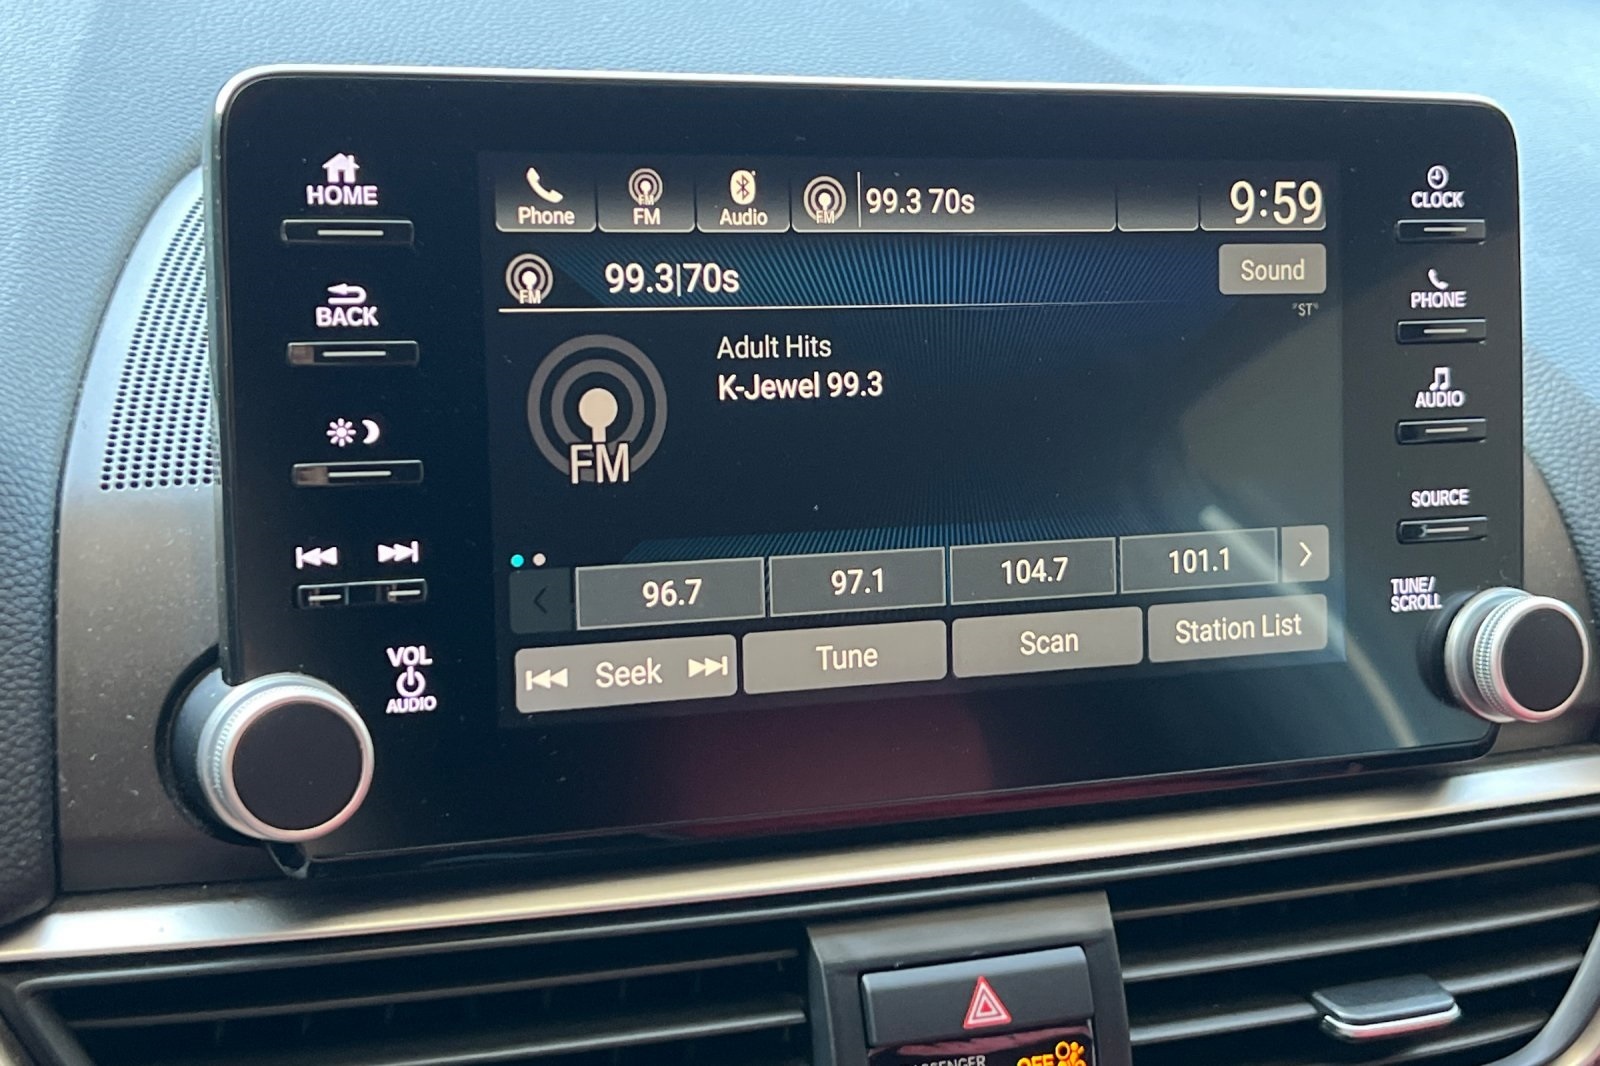 HOME
BACK
VOL
AUDIO
Phone
FM
FM
Audio
FM
99.3 70s
9:59
FM
99.3|70s
Sound
"ST"
FM
Adult Hits
K-Jewel 99.3
96.7
97.1
104.7
101.1
Seek
Tune
Scan
Station List
CLOCK
PHONE
AUDIO
SOURCE
TUNE/
SCROLL
OFF